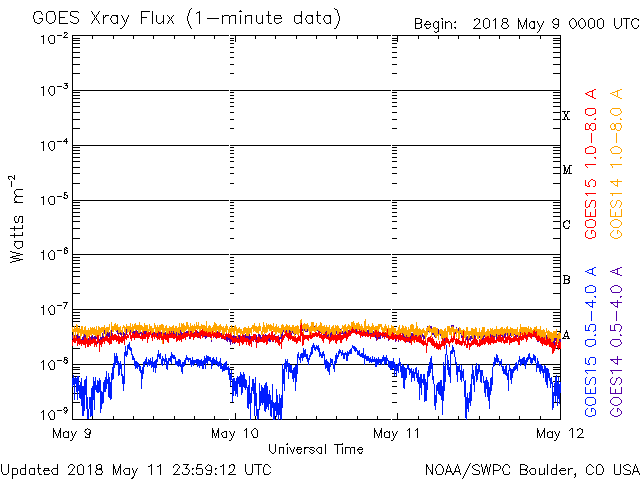 GOES Xray Flux (1-minute data)
Begin: 2018 May 9 0000 UTC
10⁻²
10⁻³
10⁻⁴
10⁻⁵
10⁻⁶
10⁻⁷
10⁻⁸
10⁻⁹
Watts m⁻²
X
M
C
B
A
GOES15 1.0-8.0 A
GOES14 1.0-8.0 A
GOES15 0.5-4.0 A
GOES14 0.5-4.0 A
May 9 May 10 May 11 May 12
Universal Time
Updated 2018 May 11 23:59:12 UTC
NOAA/SWPC Boulder, CO USA